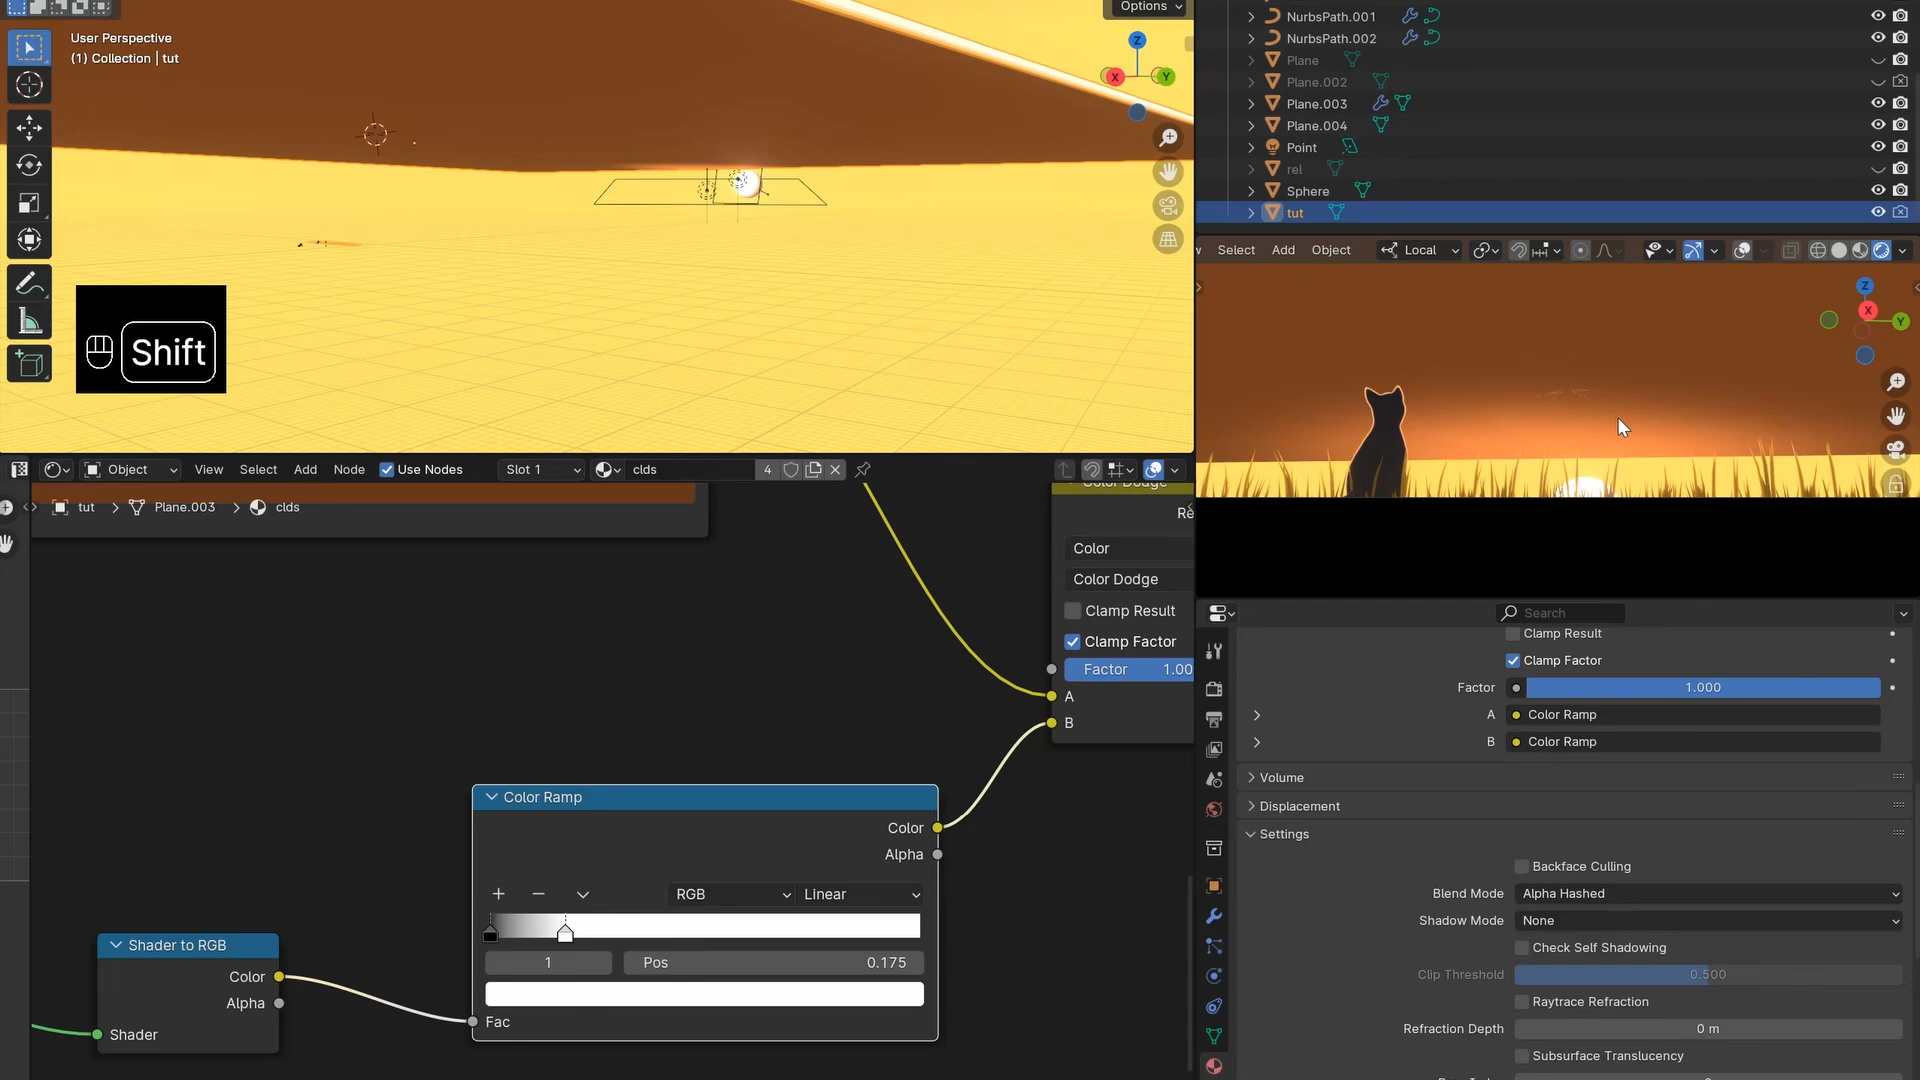 Options
User Perspective
(1) Collection | tut
Z
X
Y
Shift
NurbsPath.001
NurbsPath.002
Plane
Plane.002
Plane.003
Plane.004
Point
rel
Sphere
tut
Select Add Object Local
Z
X
Y
Object View Select Add Node Use Nodes Slot 1 clds 4
tut > Plane.003 > clds
Color Dodge
Re
Color
Color Dodge
Clamp Result
Clamp Factor
Factor 1.00
A
B
Color Ramp
Color
Alpha
RGB Linear
1 Pos 0.175
Fac
Shader to RGB
Color
Alpha
Shader
Search
Clamp Result
Clamp Factor
Factor 1.000
A Color Ramp
B Color Ramp
Volume
Displacement
Settings
Backface Culling
Blend Mode Alpha Hashed
Shadow Mode None
Check Self Shadowing
Clip Threshold 0.500
Raytrace Refraction
Refraction Depth 0 m
Subsurface Translucency